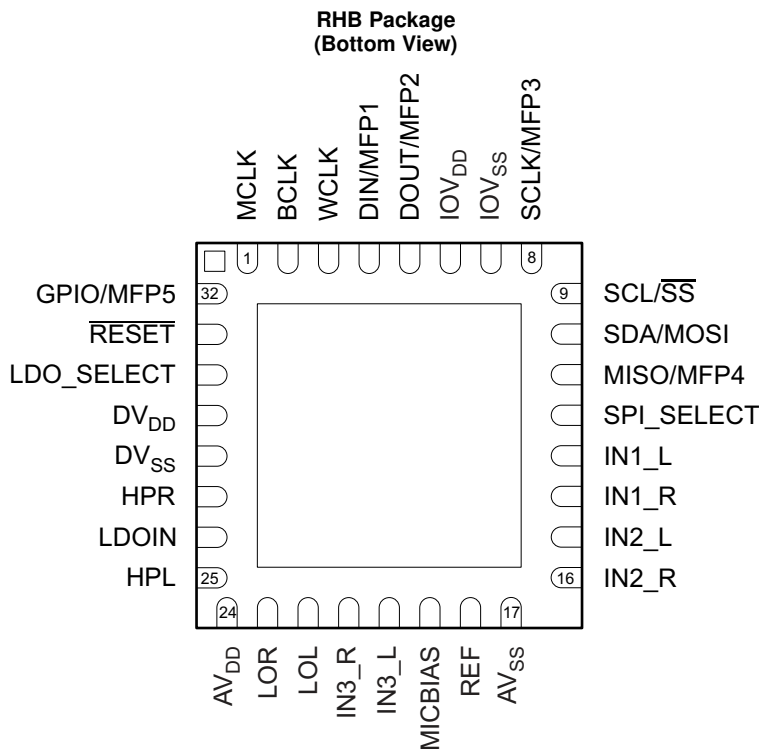 RHB Package
(Bottom View)
MCLK
BCLK
WCLK
DIN/MFP1
DOUT/MFP2
IOVDD
IOVSS
SCLK/MFP3
1
8
GPIO/MFP5
32
9
SCL/SS
RESET
SDA/MOSI
LDO_SELECT
MISO/MFP4
DVDD
SPI_SELECT
DVSS
IN1_L
HPR
IN1_R
LDOIN
IN2_L
HPL
25
16
IN2_R
24
17
AVDD
LOR
LOL
IN3_R
IN3_L
MICBIAS
REF
AVSS